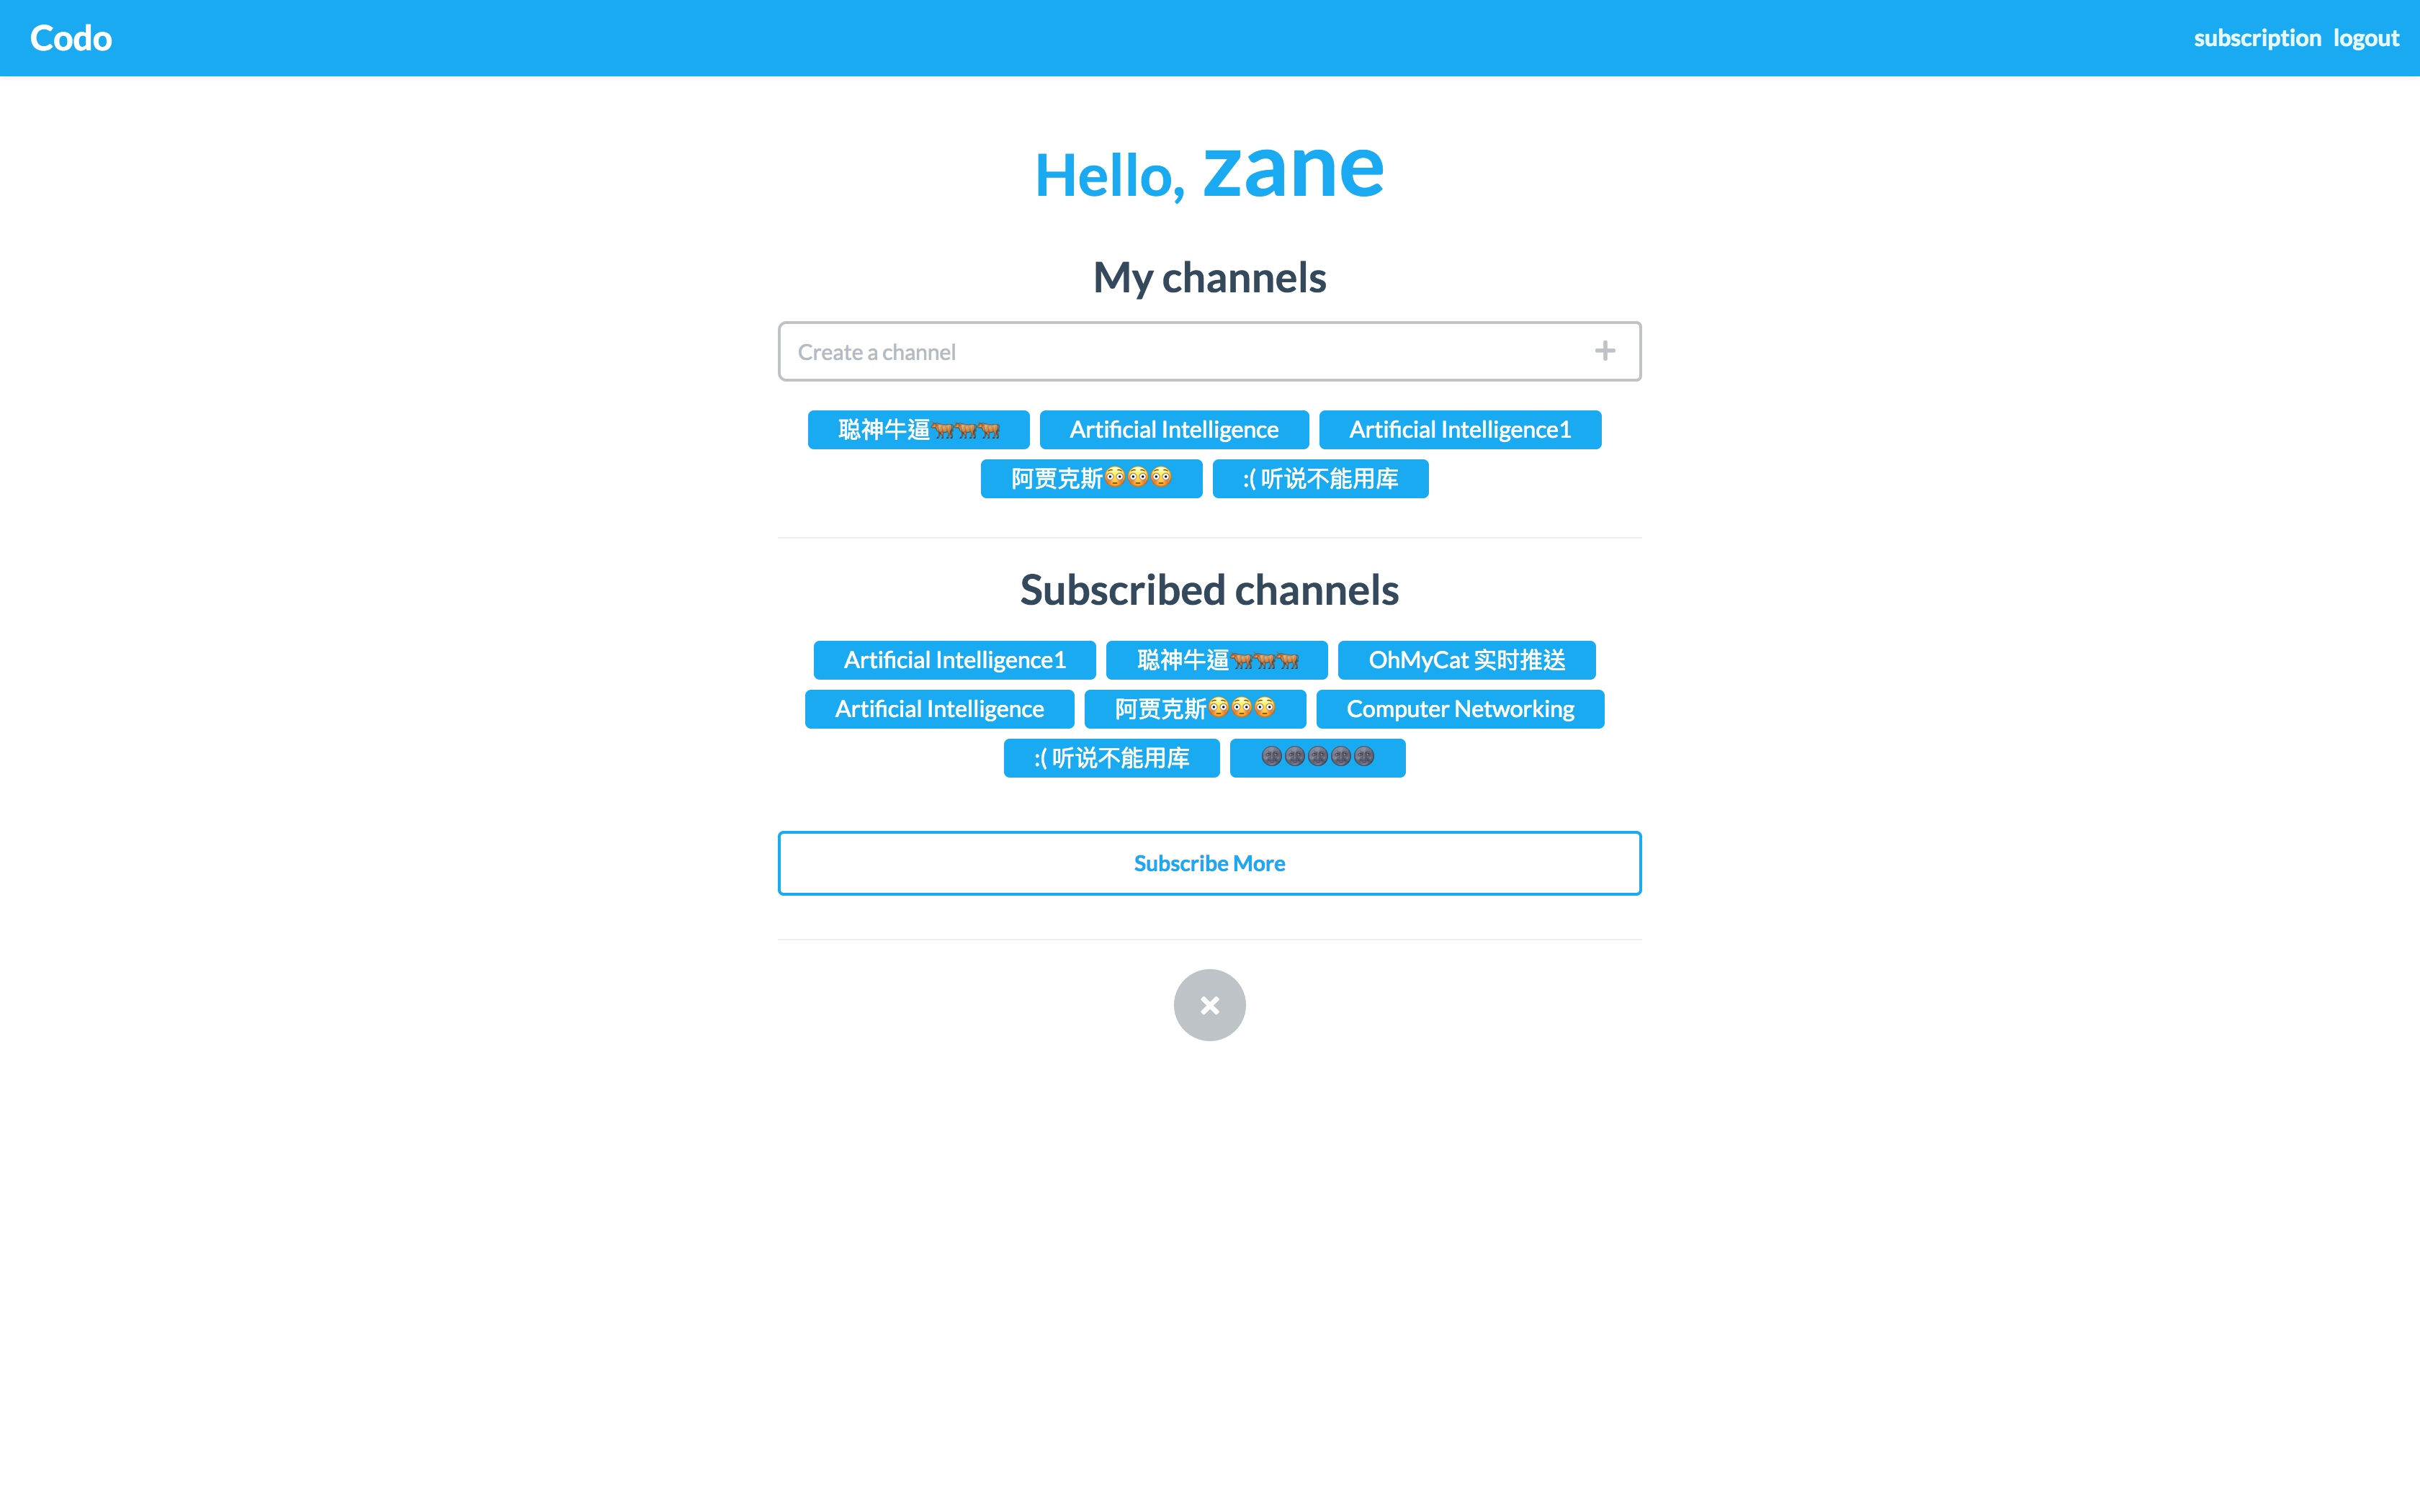 Codo
subscription logout
Hello, zane
My channels
Create a channel
聪神牛逼🐂🐂🐂 Artificial Intelligence Artificial Intelligence1
阿贾克斯😳😳😳 :( 听说不能用库
Subscribed channels
Artificial Intelligence1 聪神牛逼🐂🐂🐂 OhMyCat 实时推送
Artificial Intelligence 阿贾克斯😳😳😳 Computer Networking
:( 听说不能用库 🌚🌚🌚🌚🌚
Subscribe More